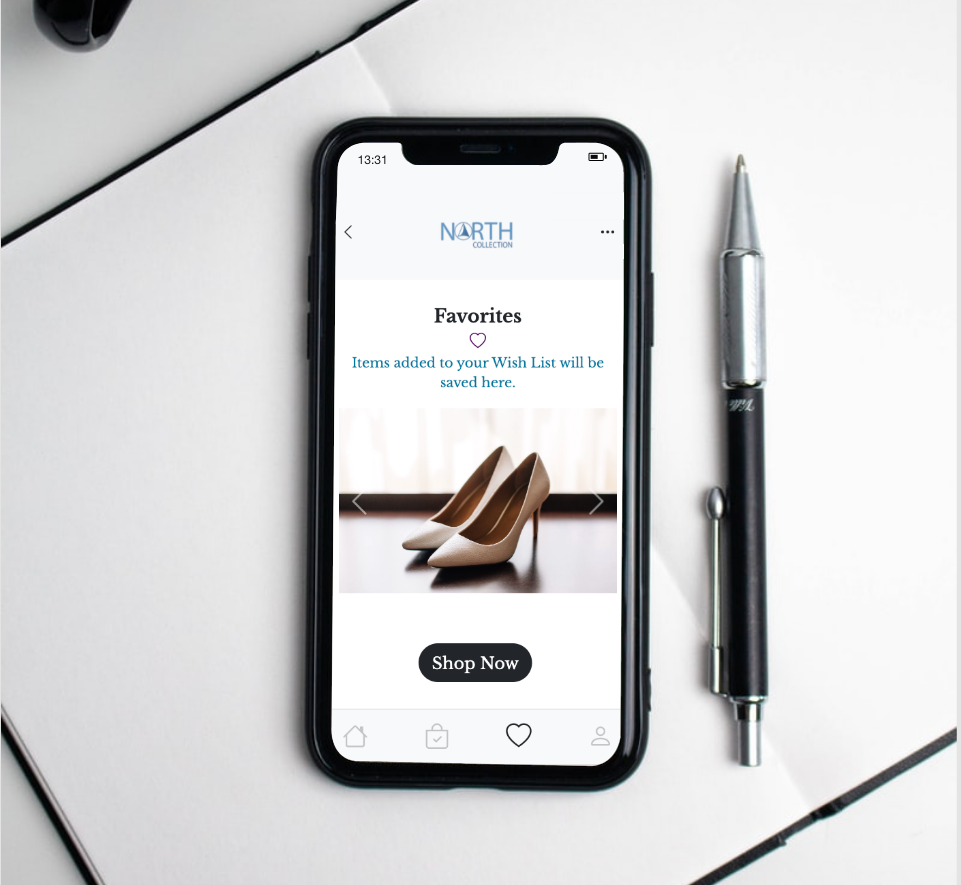 13:31
NORTH
COLLECTION
Favorites
Items added to your Wish List will be
saved here.
Shop Now